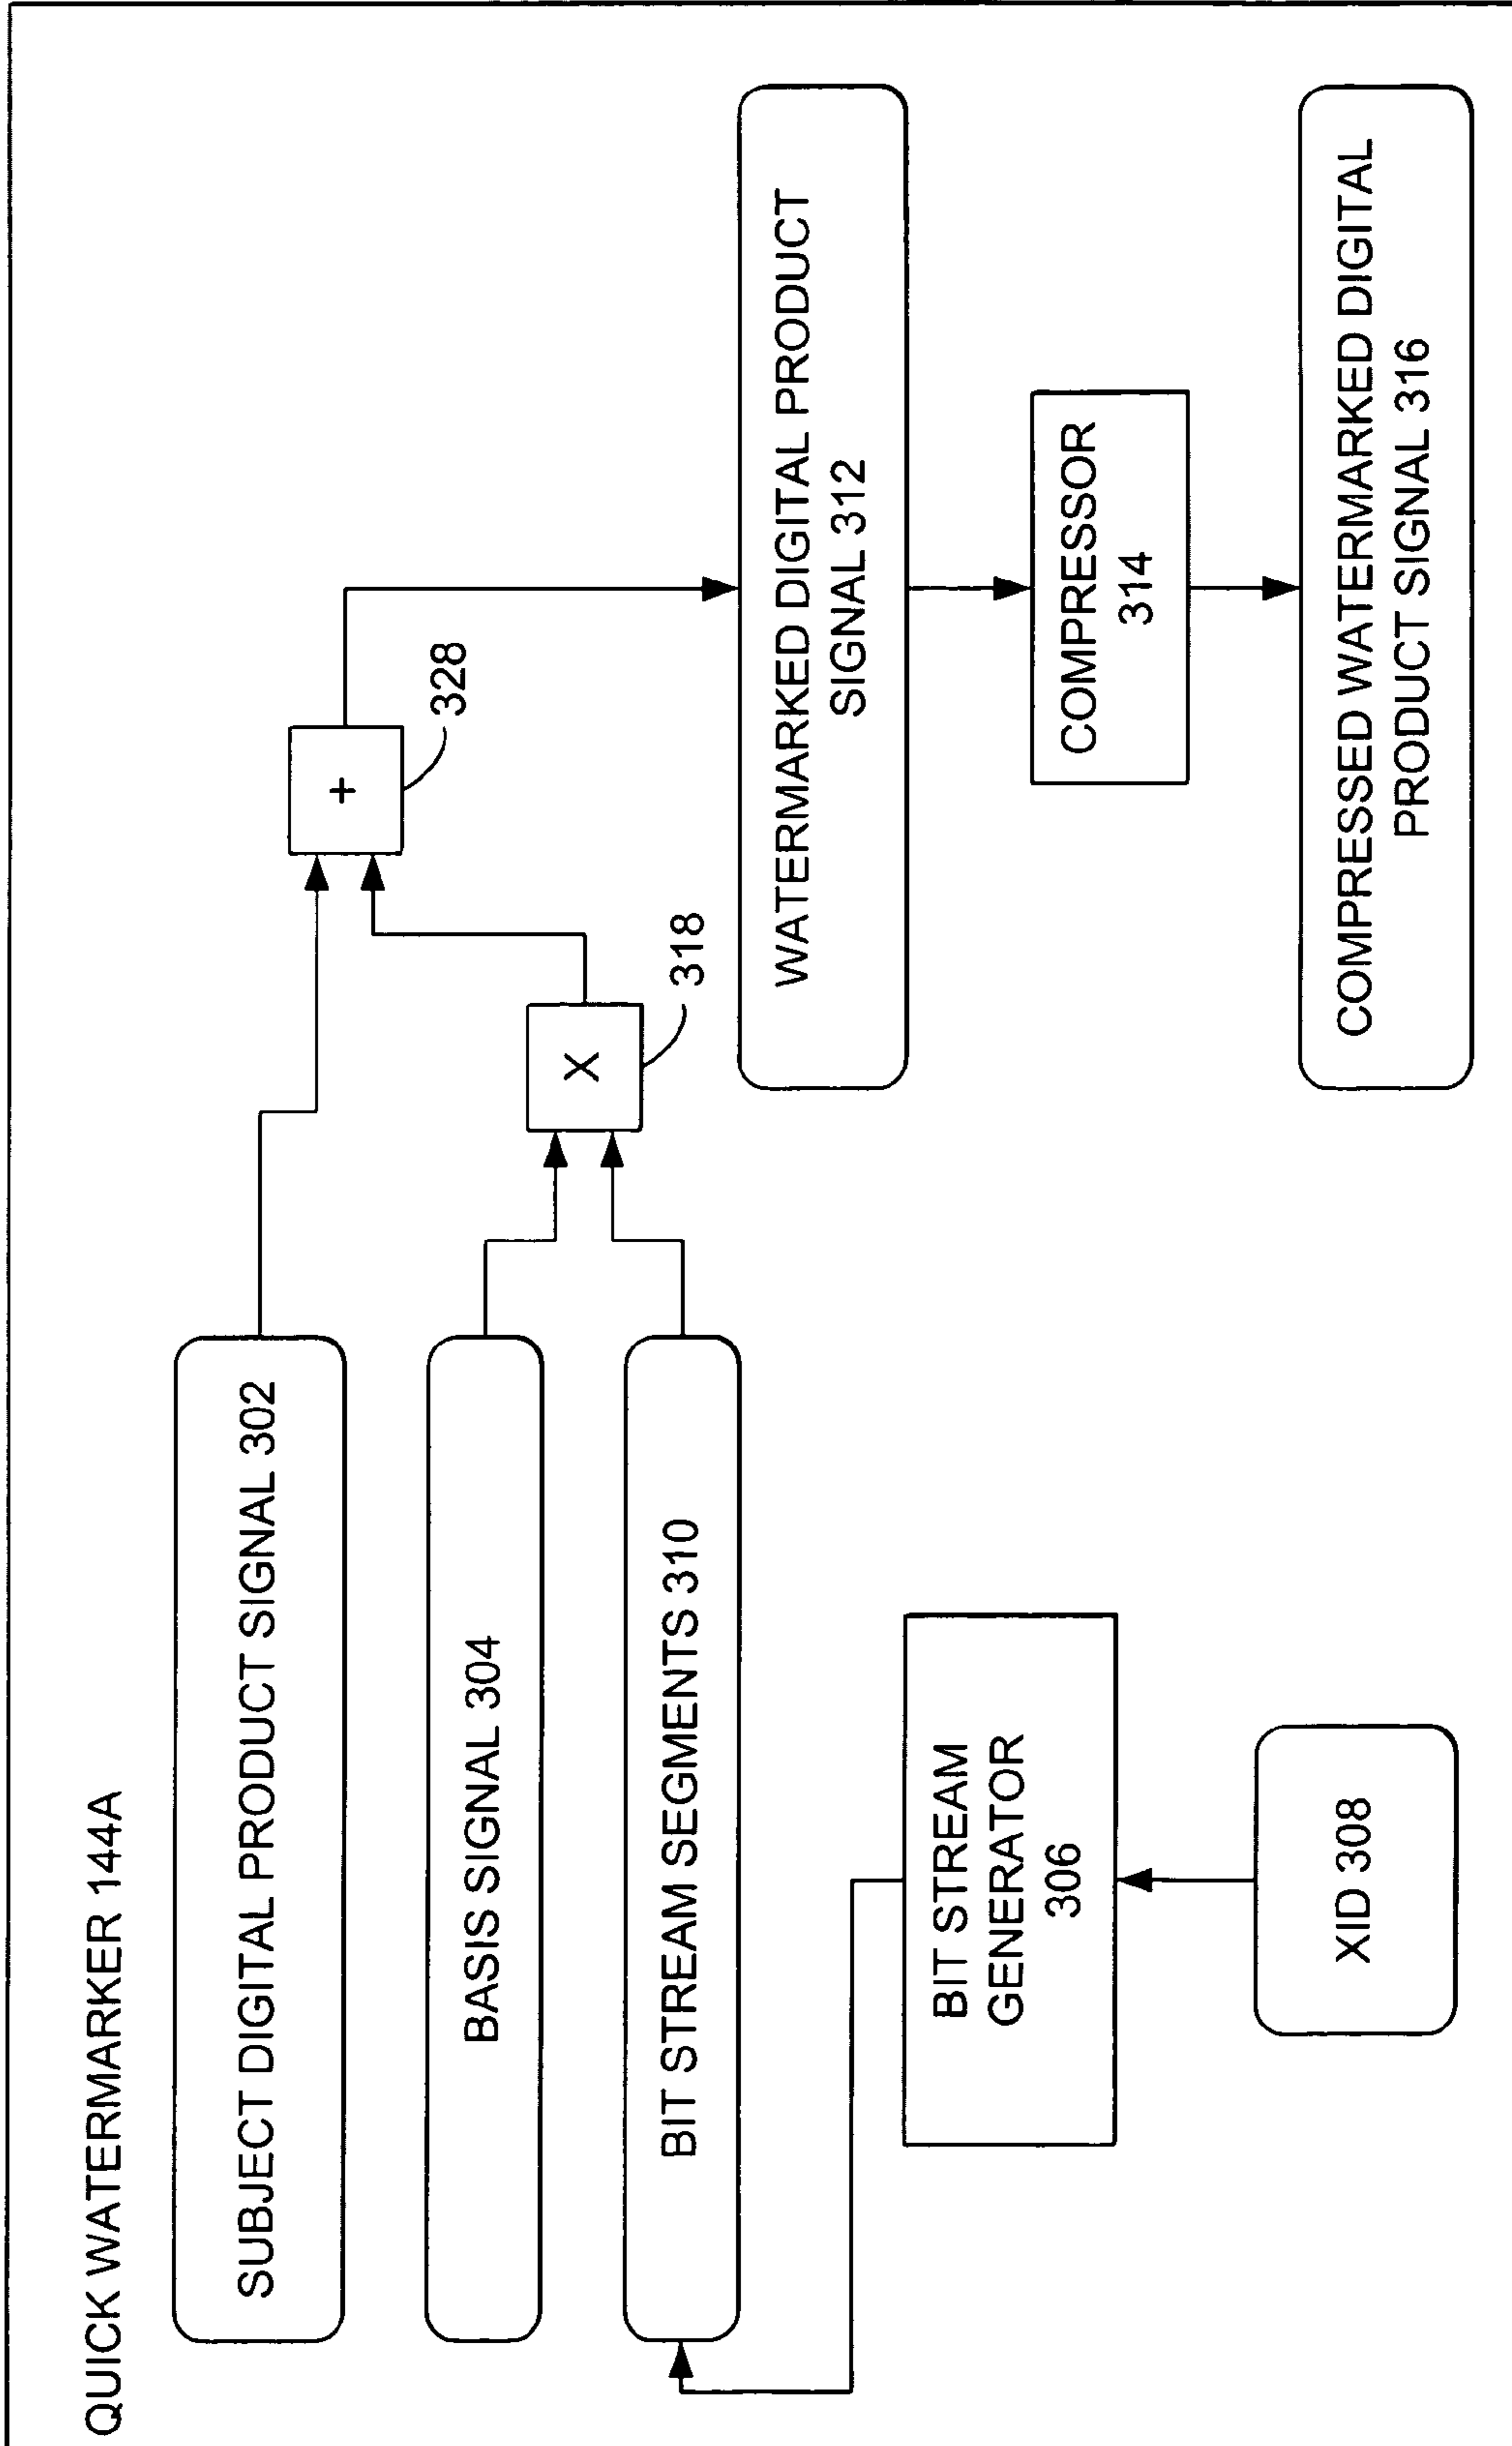 QUICK WATERMARKER 144A
SUBJECT DIGITAL PRODUCT SIGNAL 302
BASIS SIGNAL 304
BIT STREAM SEGMENTS 310
BIT STREAM
GENERATOR
306
XID 308
X
318
+
328
WATERMARKED DIGITAL PRODUCT
SIGNAL 312
COMPRESSOR
314
COMPRESSED WATERMARKED DIGITAL
PRODUCT SIGNAL 316